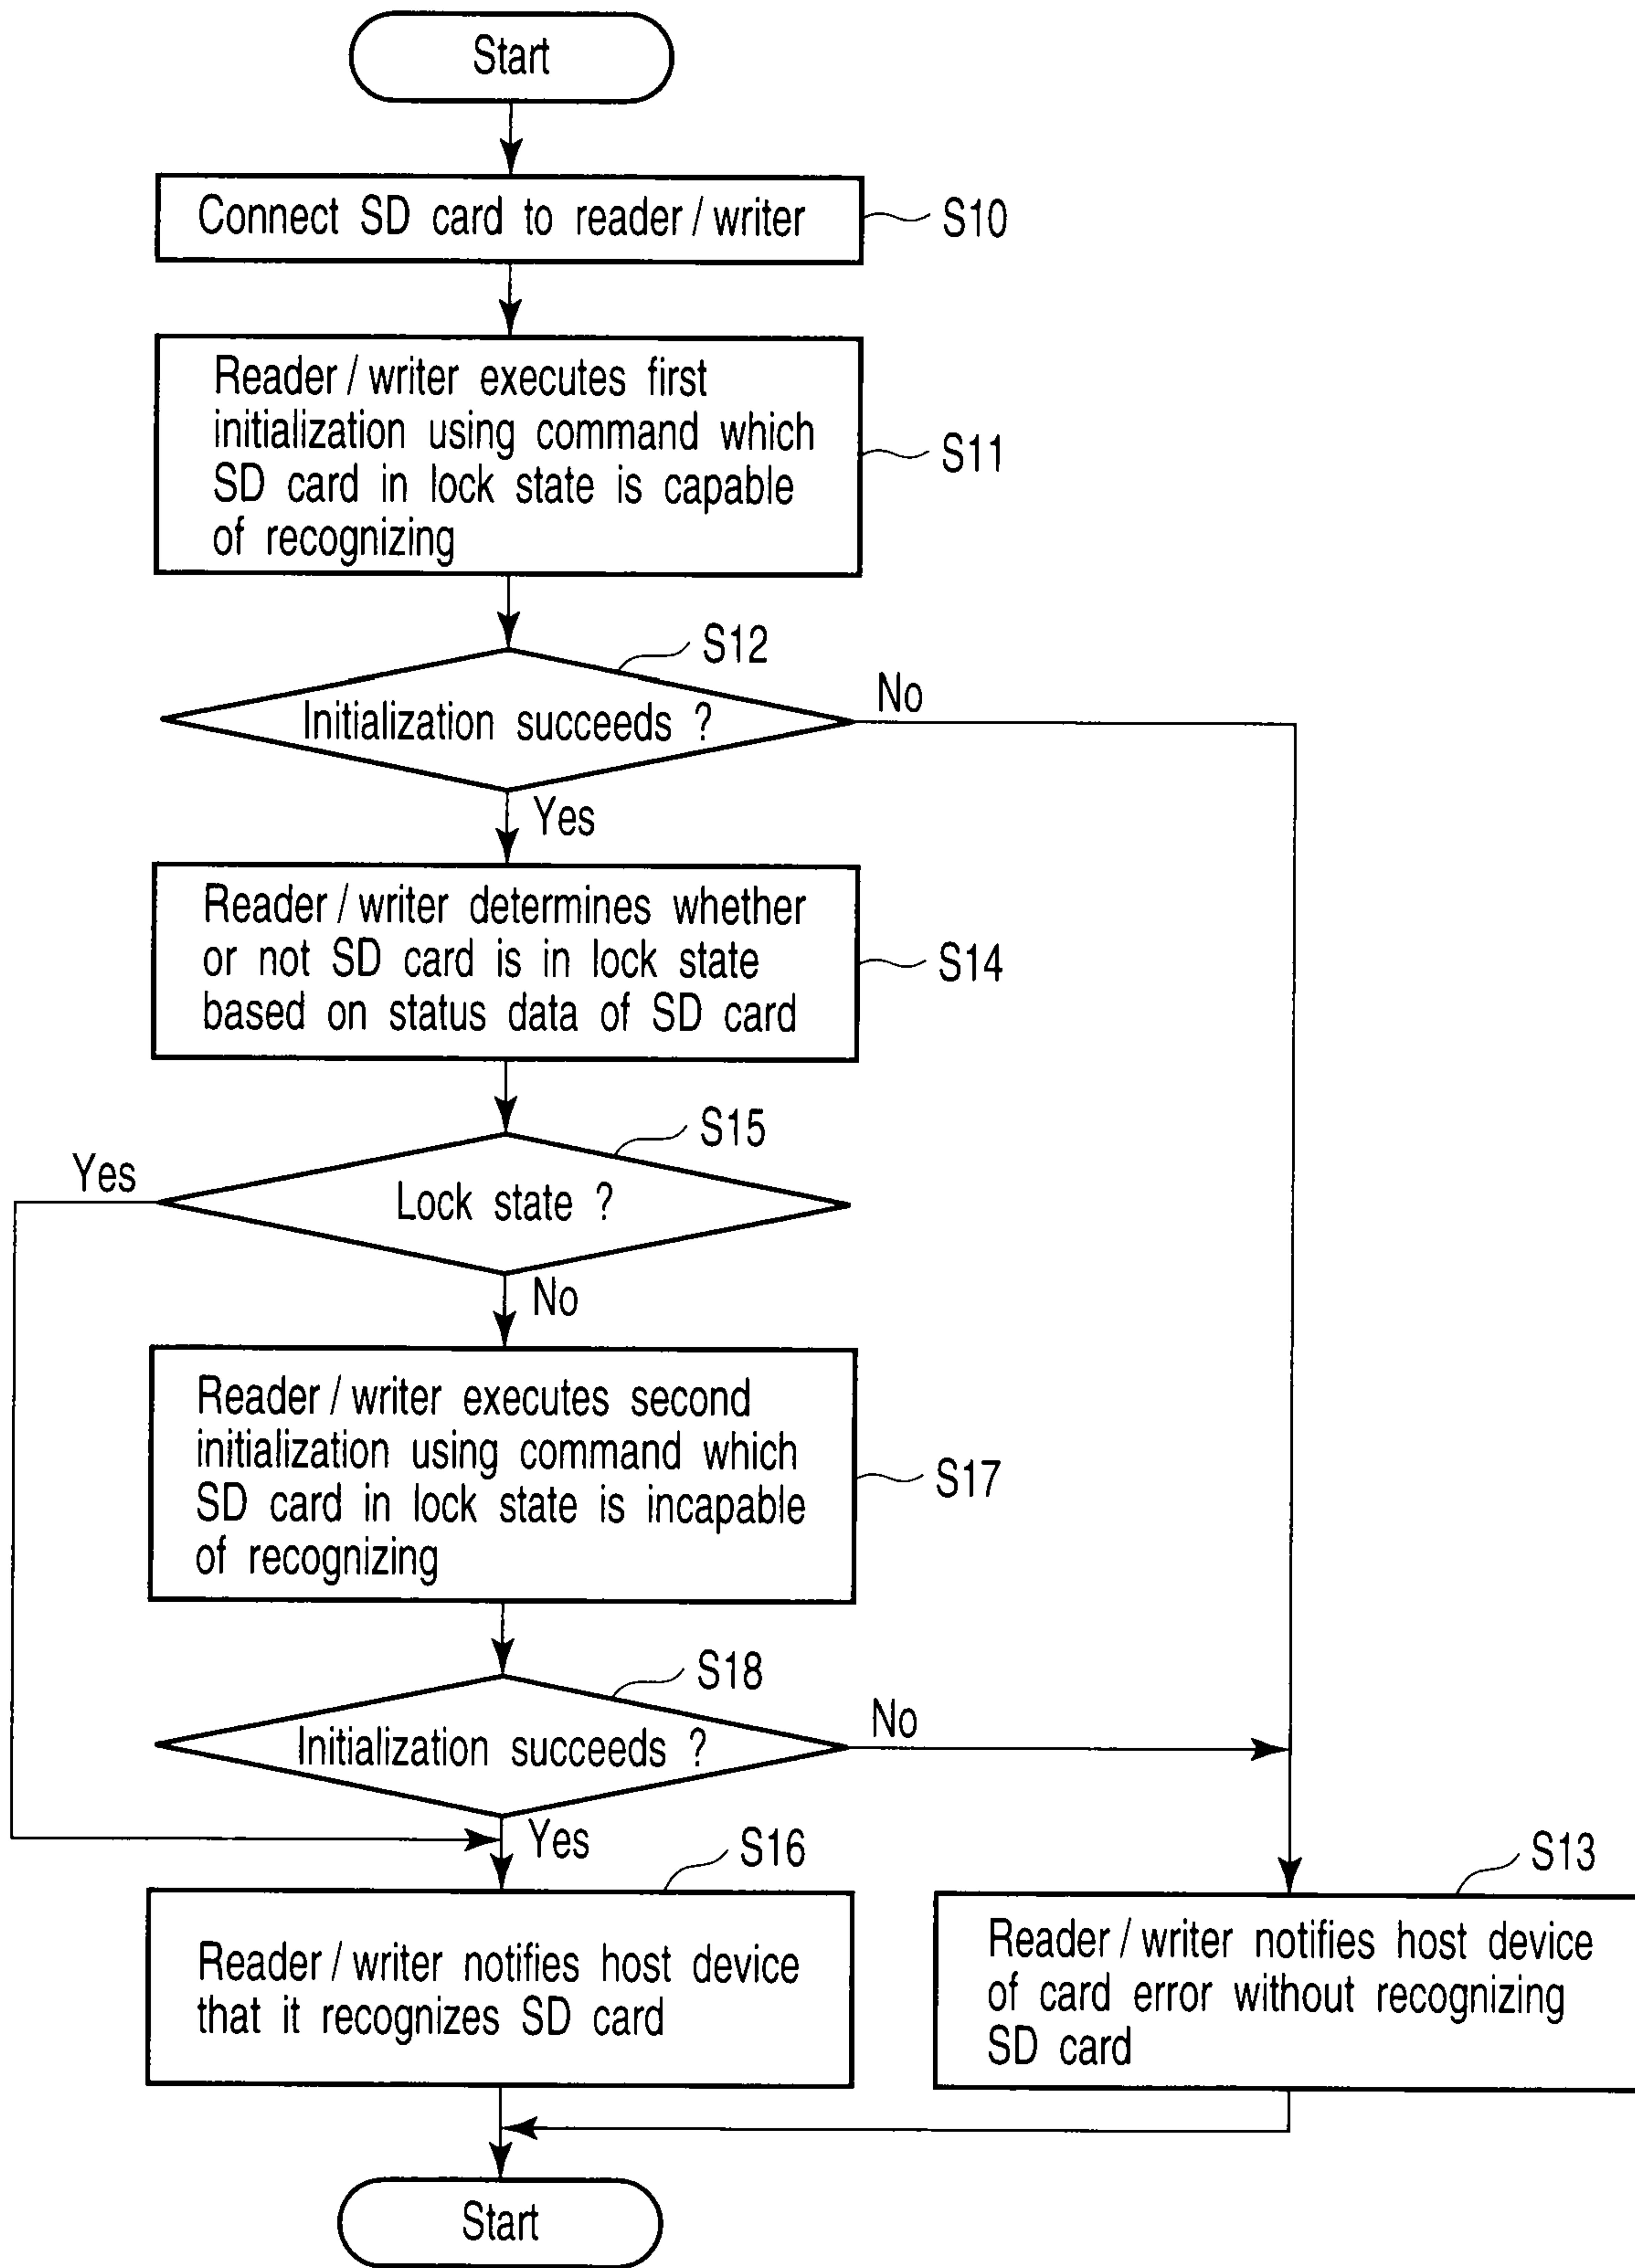 Start
Connect SD card to reader / writer
S10
Reader / writer executes first
initialization using command which
SD card in lock state is capable
of recognizing
S11
S12
Initialization succeeds ?
No
Yes
Reader / writer determines whether
or not SD card is in lock state
based on status data of SD card
S14
S15
Yes
Lock state ?
No
Reader / writer executes second
initialization using command which
SD card in lock state is incapable
of recognizing
S17
S18
Initialization succeeds ?
No
Yes
S16
Reader / writer notifies host device
that it recognizes SD card
S13
Reader / writer notifies host device
of card error without recognizing
SD card
Start